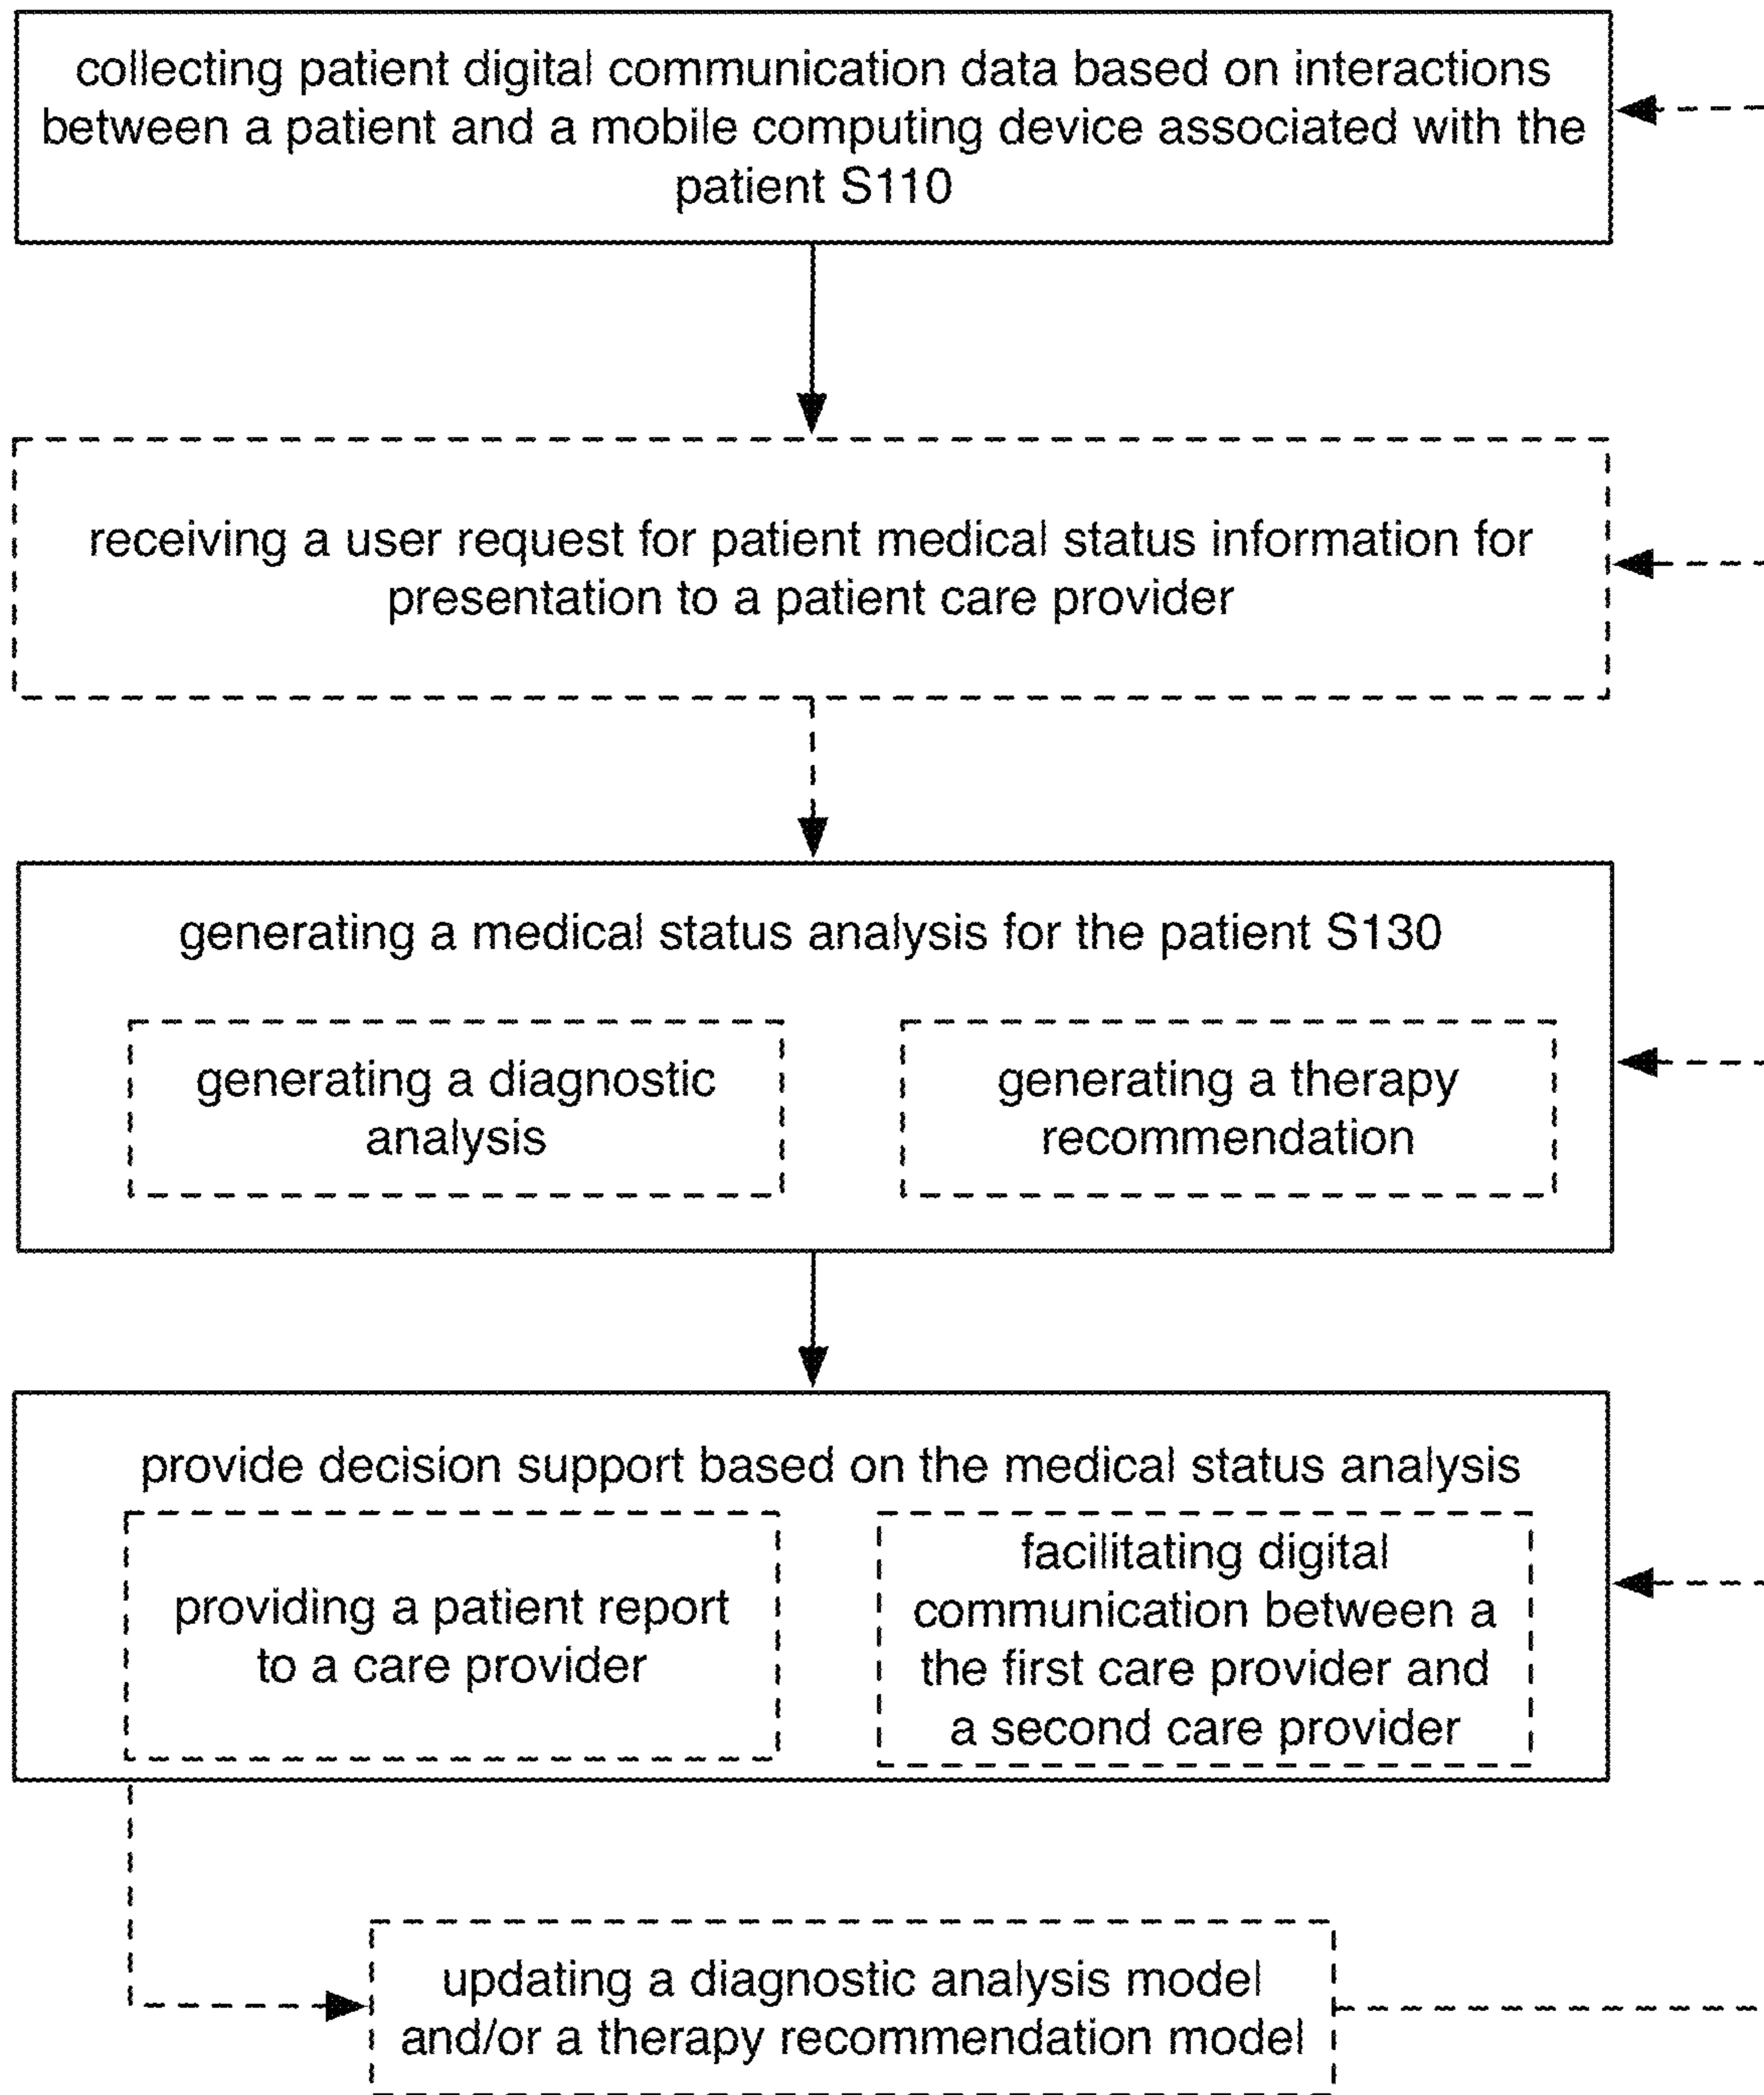 collecting patient digital communication data based on interactions
between a patient and a mobile computing device associated with the
patient S110
receiving a user request for patient medical status information for
presentation to a patient care provider
generating a medical status analysis for the patient S130
generating a diagnostic
analysis
generating a therapy
recommendation
provide decision support based on the medical status analysis
providing a patient report
to a care provider
facilitating digital
communication between a
the first care provider and
a second care provider
updating a diagnostic analysis model
and/or a therapy recommendation model